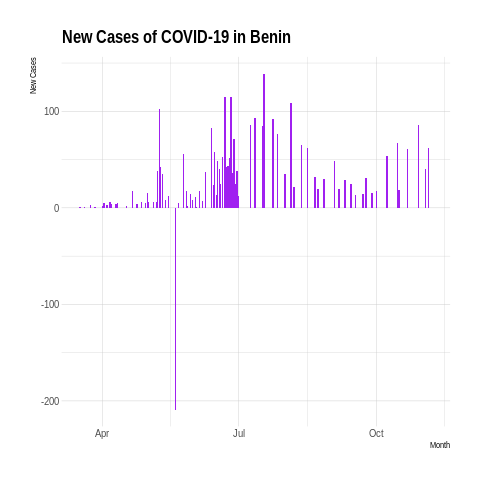 New Cases of COVID-19 in Benin
New Cases
100
0
-100
-200
Apr Jul Oct
Month